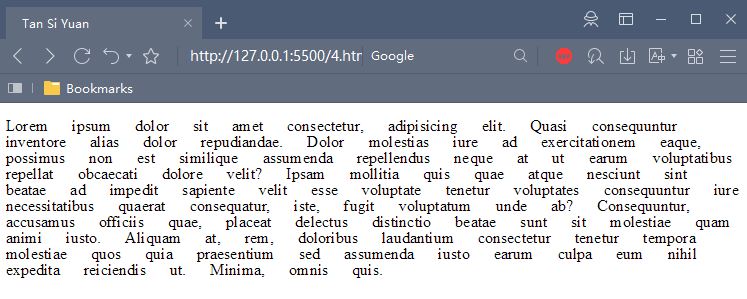 Tan Si Yuan
http://127.0.0.1:5500/4.htr
Google
Bookmarks
Lorem ipsum dolor sit amet consectetur, adipisicing elit. Quasi consequuntur
inventore alias dolor repudiandae. Dolor molestias iure ad exercitationem eaque,
possimus non est similique assumenda repellendus neque at ut earum voluptatibus
repellat obcaecati dolore velit? Ipsam mollitia quis quae atque nesciunt sint
beatae ad impedit sapiente velit esse voluptate tenetur voluptates consequuntur iure
necessitatibus quaerat consequatur, iste, fugit voluptatum unde ab? Consequuntur,
accusamus officiis quae, placeat delectus distinctio beatae sunt sit molestiae quam
animi iusto. Aliquam at, rem, doloribus laudantium consectetur tenetur tempora
molestiae quos quia praesentium sed assumenda iusto earum culpa eum nihil
expedita reiciendis ut. Minima, omnis quis.